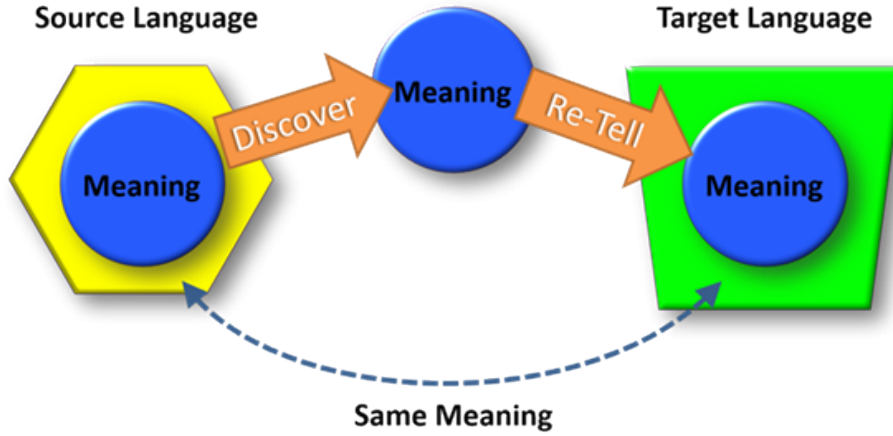 Source Language
Target Language
Meaning
Discover
Meaning
Re-Tell
Meaning
Same Meaning